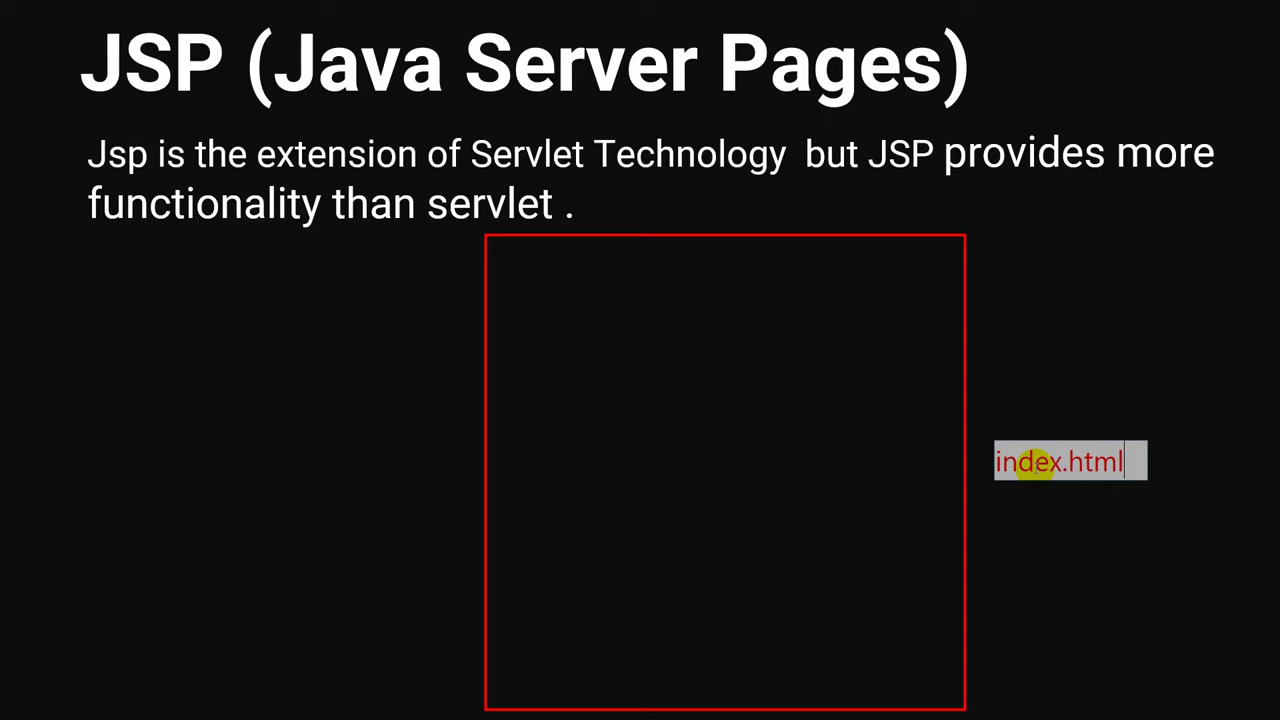 JSP (Java Server Pages)
Jsp is the extension of Servlet Technology but JSP provides more
functionality than servlet .
index.html